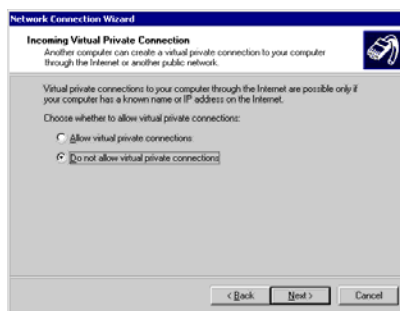 Network Connection Wizard
Incoming Virtual Private Connection
Another computer can create a virtual private connection to your computer
through the Internet or another public network.
Virtual private connections to your computer through the Internet are possible only if
your computer has a known name or IP address on the Internet.
Choose whether to allow virtual private connections:
Allow virtual private connections
Do not allow virtual private connections
< Back Next > Cancel